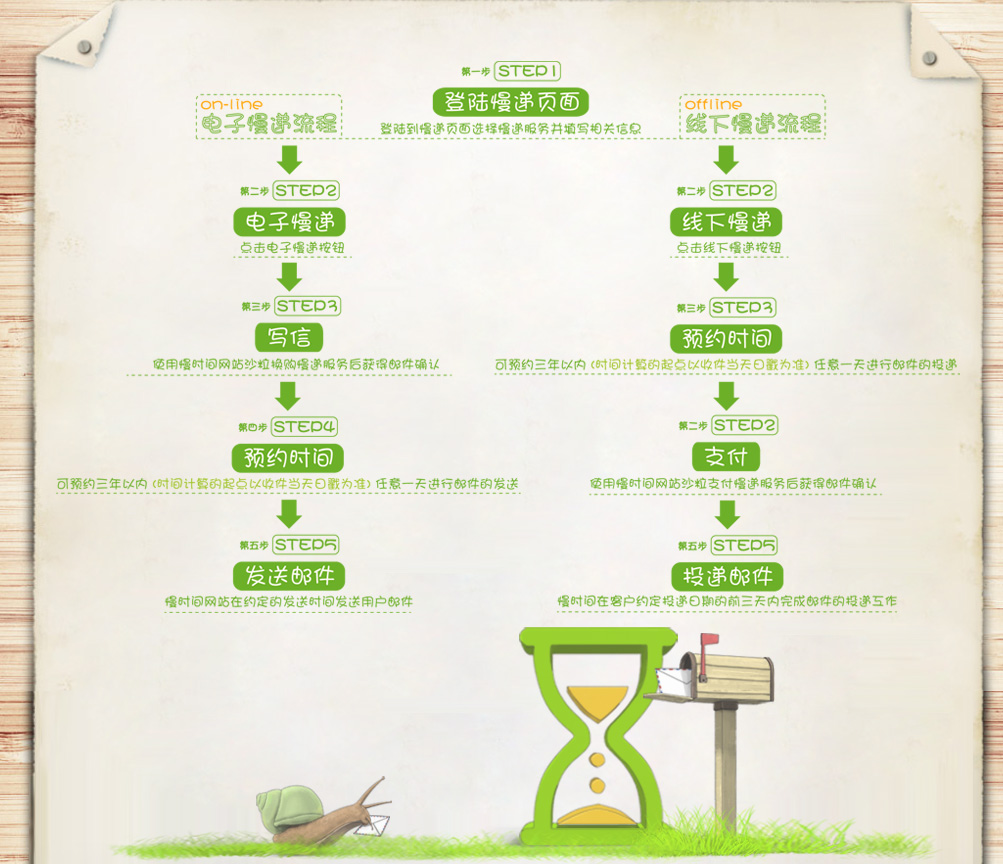 第一步 STEP1
登陆慢递页面
登陆到慢递页面选择慢递服务并填写相关信息
on-line
电子慢递流程
第二步 STEP2
电子慢递
点击电子慢递按钮
第三步 STEP3
写信
使用慢时间网站沙粒换购慢递服务后获得邮件确认
第四步 STEP4
预约时间
可预约三年以内(时间计算的起点以收件当天日戳为准)任意一天进行邮件的发送
第五步 STEP5
发送邮件
慢时间网站在约定的发送时间发送用户邮件
offline
线下慢递流程
第二步 STEP2
线下慢递
点击线下慢递按钮
第三步 STEP3
预约时间
可预约三年以内(时间计算的起点以收件当天日戳为准)任意一天进行邮件的投递
第二步 STEP2
支付
使用慢时间网站沙粒支付慢递服务后获得邮件确认
第五步 STEP5
投递邮件
慢时间在客户约定投递日期的前三天内完成邮件的投递工作